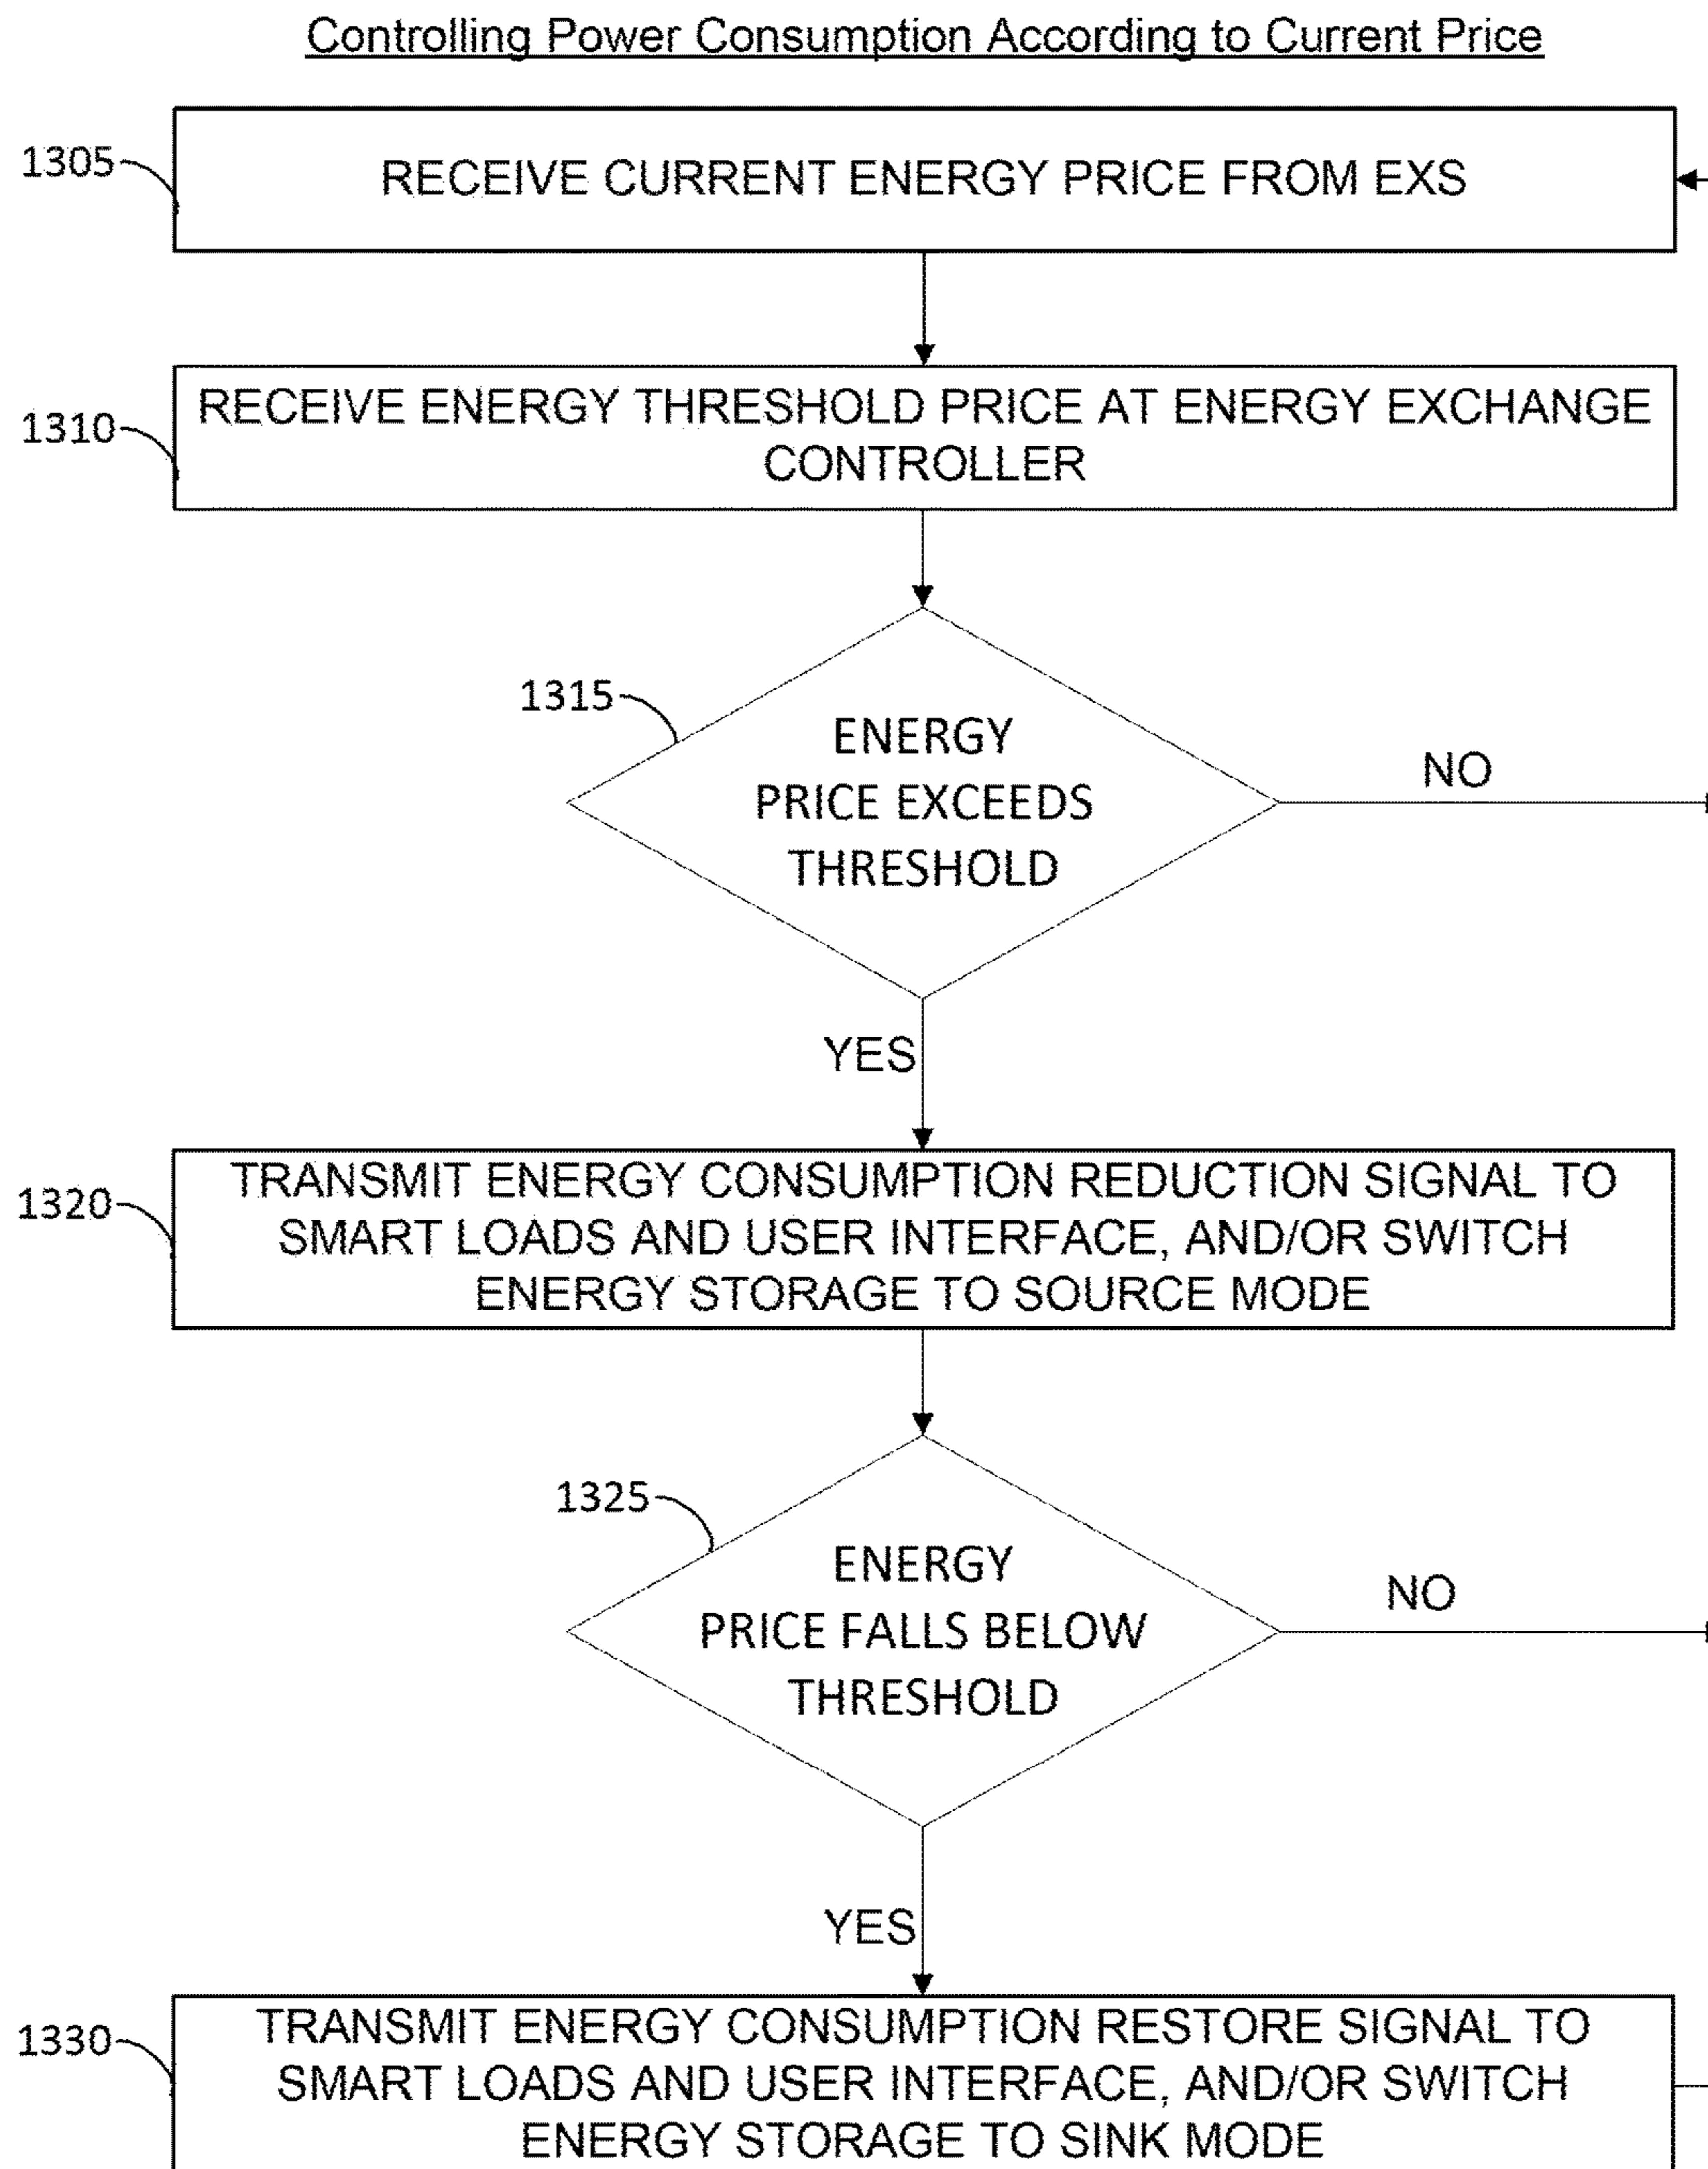 Controlling Power Consumption According to Current Price
1305
RECEIVE CURRENT ENERGY PRICE FROM EXS
1310
RECEIVE ENERGY THRESHOLD PRICE AT ENERGY EXCHANGE
CONTROLLER
1315
ENERGY
PRICE EXCEEDS
THRESHOLD
NO
YES
1320
TRANSMIT ENERGY CONSUMPTION REDUCTION SIGNAL TO
SMART LOADS AND USER INTERFACE, AND/OR SWITCH
ENERGY STORAGE TO SOURCE MODE
1325
ENERGY
PRICE FALLS BELOW
THRESHOLD
NO
YES
1330
TRANSMIT ENERGY CONSUMPTION RESTORE SIGNAL TO
SMART LOADS AND USER INTERFACE, AND/OR SWITCH
ENERGY STORAGE TO SINK MODE